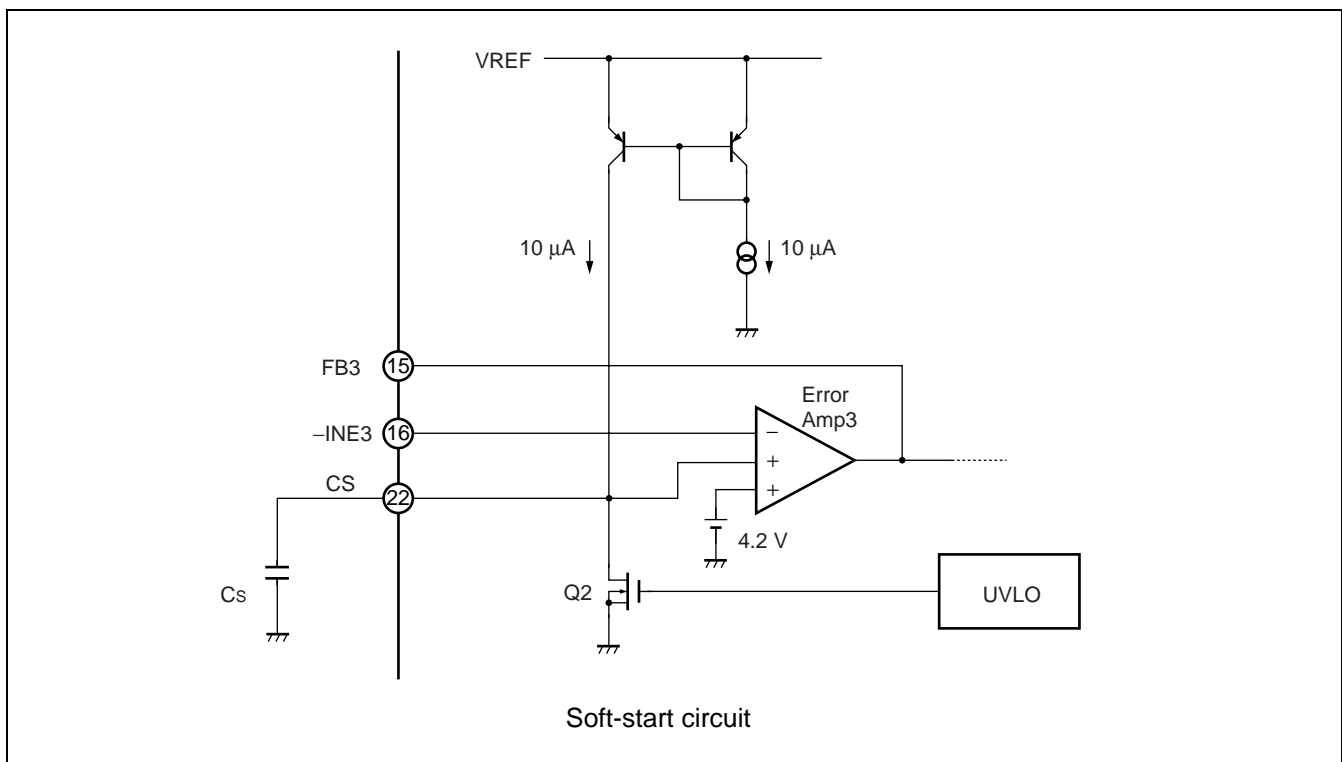 VREF
10 μA
10 μA
FB3
15
Error
Amp3
–INE3
16
−
+
CS
22
+
4.2 V
Cs
Q2
UVLO
Soft-start circuit